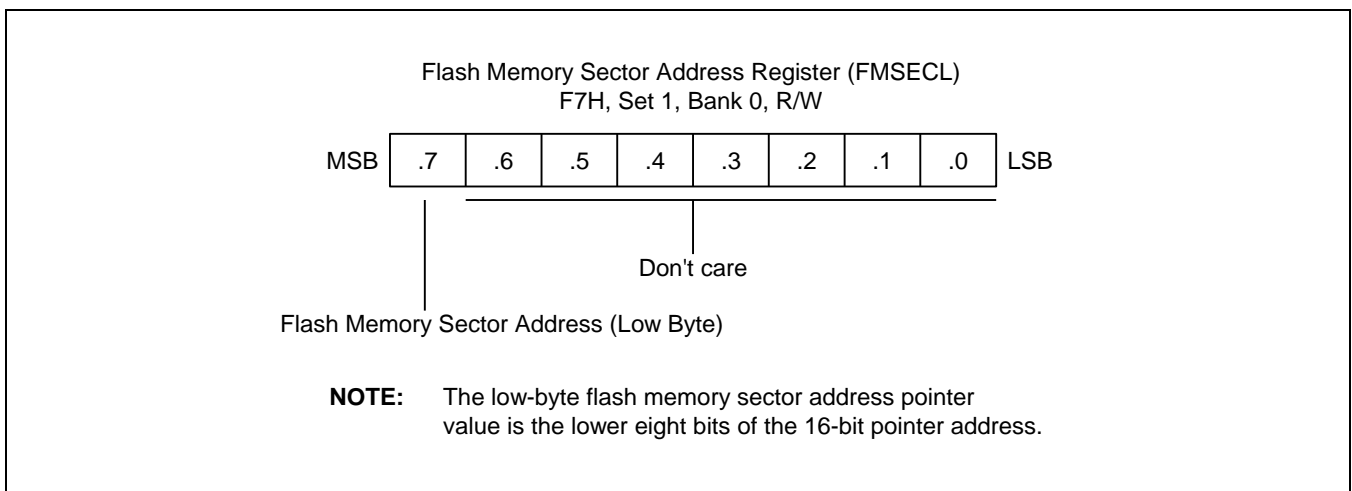 Flash Memory Sector Address Register (FMSECL)
F7H, Set 1, Bank 0, R/W
MSB .7 .6 .5 .4 .3 .2 .1 .0 LSB
Don't care
Flash Memory Sector Address (Low Byte)
NOTE: The low-byte flash memory sector address pointer
value is the lower eight bits of the 16-bit pointer address.